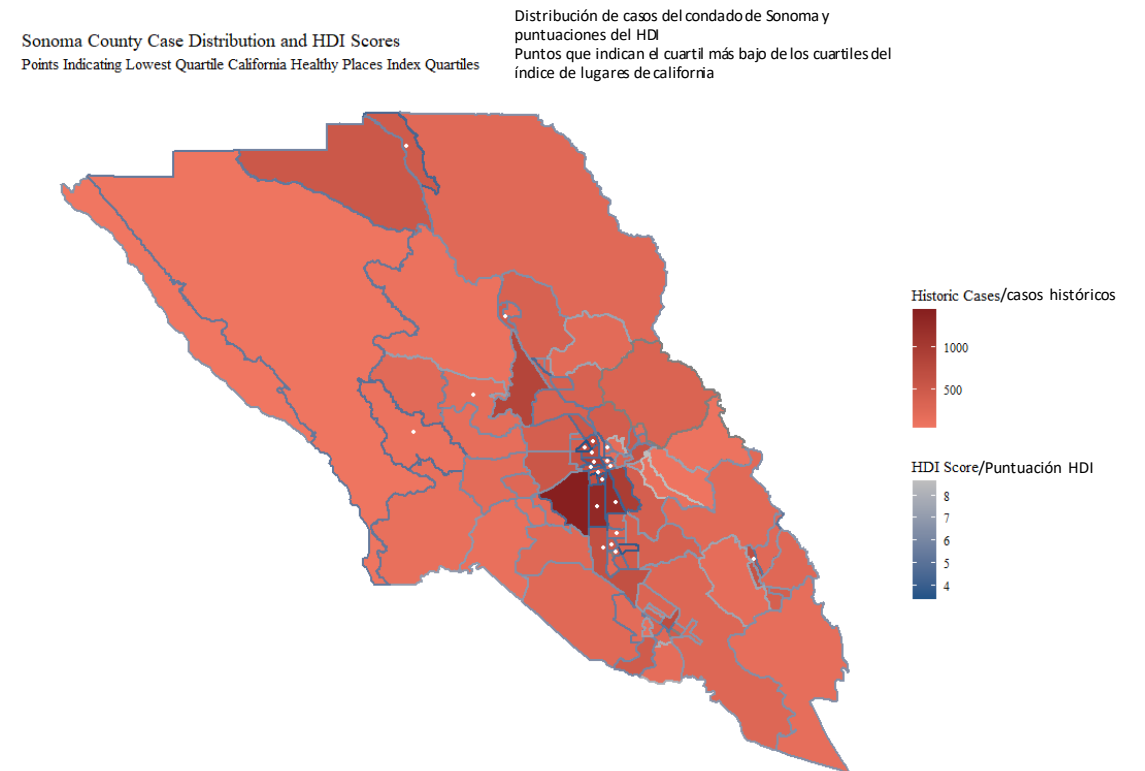 Sonoma County Case Distribution and HDI Scores
Points Indicating Lowest Quartile California Healthy Places Index Quartiles
Distribución de casos del condado de Sonoma y
puntuaciones del HDI
Puntos que indican el cuartil más bajo de los cuartiles del
índice de lugares de california
Historic Cases/casos históricos
1000
500
HDI Score/Puntuación HDI
8
7
6
5
4